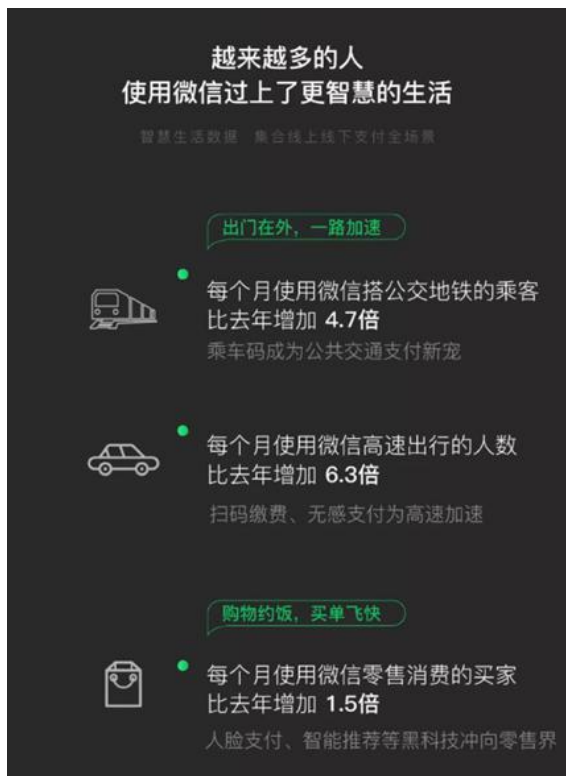 越来越多的人
使用微信过上了更智慧的生活
智慧生活数据 集合线上线下支付全场景
出门在外，一路加速
每个月使用微信搭公交地铁的乘客
比去年增加 4.7倍
乘车码成为公共交通支付新宠
每个月使用微信高速出行的人数
比去年增加 6.3倍
扫码缴费、无感支付为高速加速
购物约饭，买单飞快
每个月使用微信零售消费的买家
比去年增加 1.5倍
人脸支付、智能推荐等黑科技冲向零售界